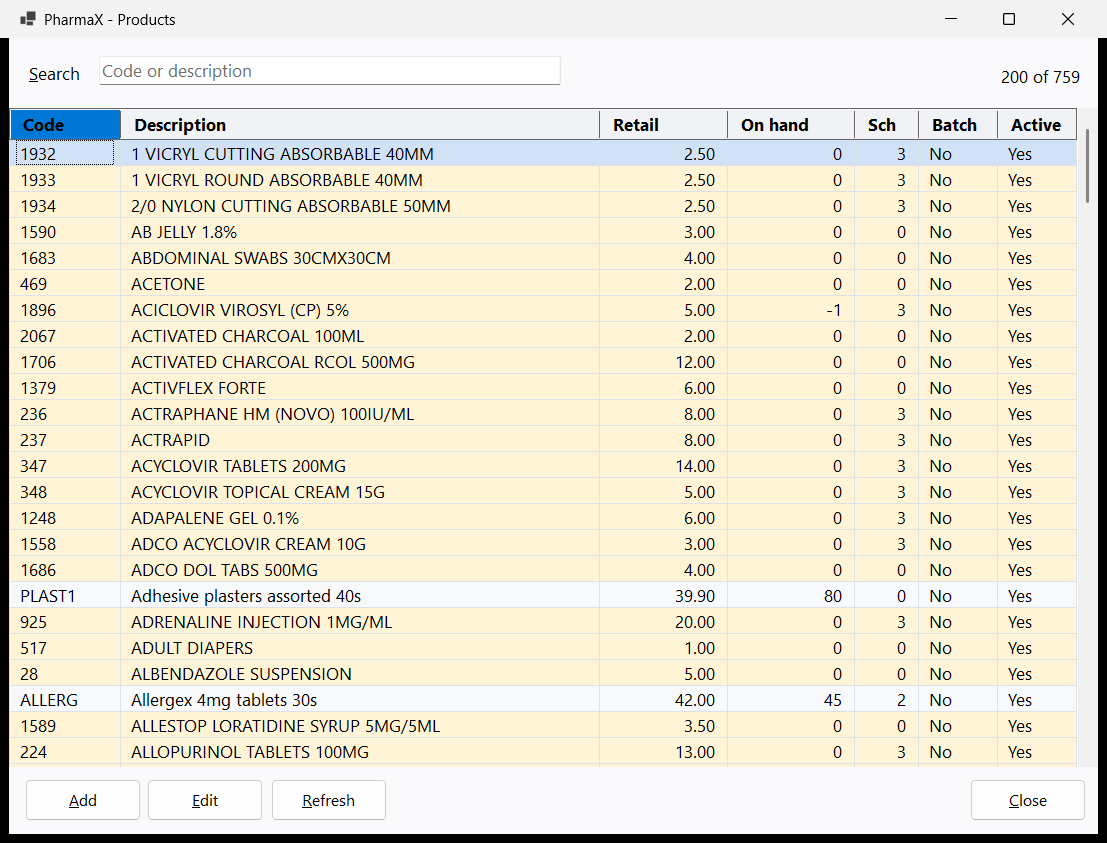 PharmaX - Products
Search Code or description 200 of 759
Code Description Retail On hand Sch Batch Active
1932 1 VICRYL CUTTING ABSORBABLE 40MM 2.50 0 3 No Yes
1933 1 VICRYL ROUND ABSORBABLE 40MM 2.50 0 3 No Yes
1934 2/0 NYLON CUTTING ABSORBABLE 50MM 2.50 0 3 No Yes
1590 AB JELLY 1.8% 3.00 0 0 No Yes
1683 ABDOMINAL SWABS 30CMX30CM 4.00 0 0 No Yes
469 ACETONE 2.00 0 0 No Yes
1896 ACICLOVIR VIROSYL (CP) 5% 5.00 -1 3 No Yes
2067 ACTIVATED CHARCOAL 100ML 2.00 0 0 No Yes
1706 ACTIVATED CHARCOAL RCOL 500MG 12.00 0 0 No Yes
1379 ACTIVFLEX FORTE 6.00 0 0 No Yes
236 ACTRAPHANE HM (NOVO) 100IU/ML 8.00 0 3 No Yes
237 ACTRAPID 8.00 0 3 No Yes
347 ACYCLOVIR TABLETS 200MG 14.00 0 3 No Yes
348 ACYCLOVIR TOPICAL CREAM 15G 5.00 0 3 No Yes
1248 ADAPALENE GEL 0.1% 6.00 0 3 No Yes
1558 ADCO ACYCLOVIR CREAM 10G 3.00 0 3 No Yes
1686 ADCO DOL TABS 500MG 4.00 0 0 No Yes
PLAST1 Adhesive plasters assorted 40s 39.90 80 0 No Yes
925 ADRENALINE INJECTION 1MG/ML 20.00 0 3 No Yes
517 ADULT DIAPERS 1.00 0 0 No Yes
28 ALBENDAZOLE SUSPENSION 5.00 0 0 No Yes
ALLERG Allergex 4mg tablets 30s 42.00 45 2 No Yes
1589 ALLESTOP LORATIDINE SYRUP 5MG/5ML 3.50 0 0 No Yes
224 ALLOPURINOL TABLETS 100MG 13.00 0 3 No Yes
Add Edit Refresh Close